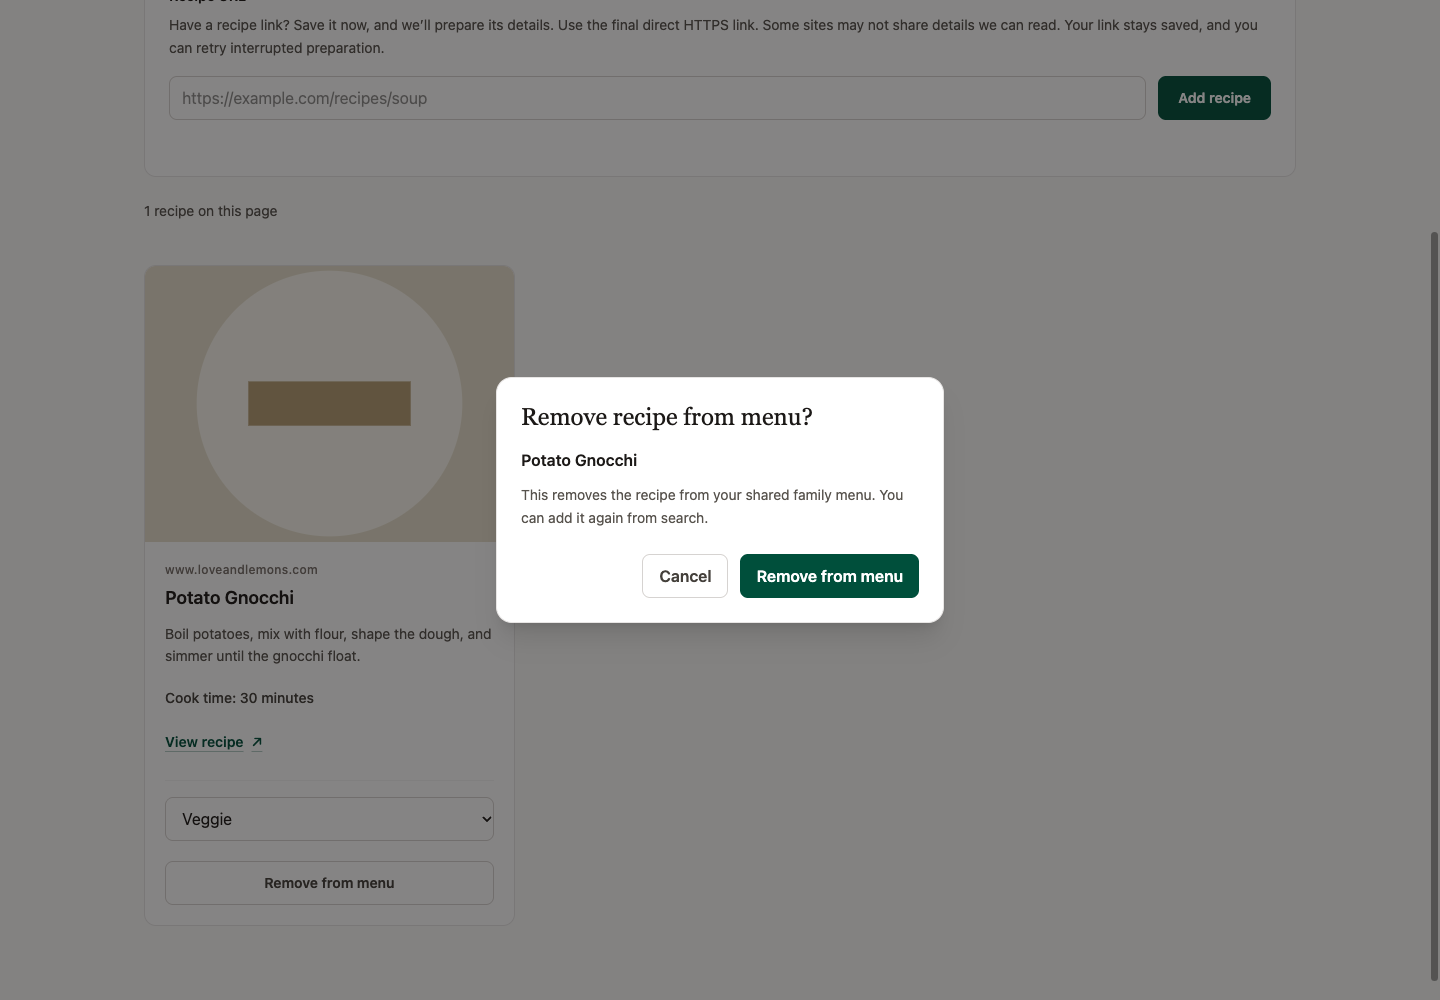 Have a recipe link? Save it now, and we’ll prepare its details. Use the final direct HTTPS link. Some sites may not share details we can read. Your link stays saved, and you
can retry interrupted preparation.
https://example.com/recipes/soup
Add recipe
1 recipe on this page
Remove recipe from menu?
Potato Gnocchi
This removes the recipe from your shared family menu. You
can add it again from search.
Cancel
Remove from menu
www.loveandlemons.com
Potato Gnocchi
Boil potatoes, mix with flour, shape the dough, and
simmer until the gnocchi float.
Cook time: 30 minutes
View recipe ↗
Veggie
Remove from menu